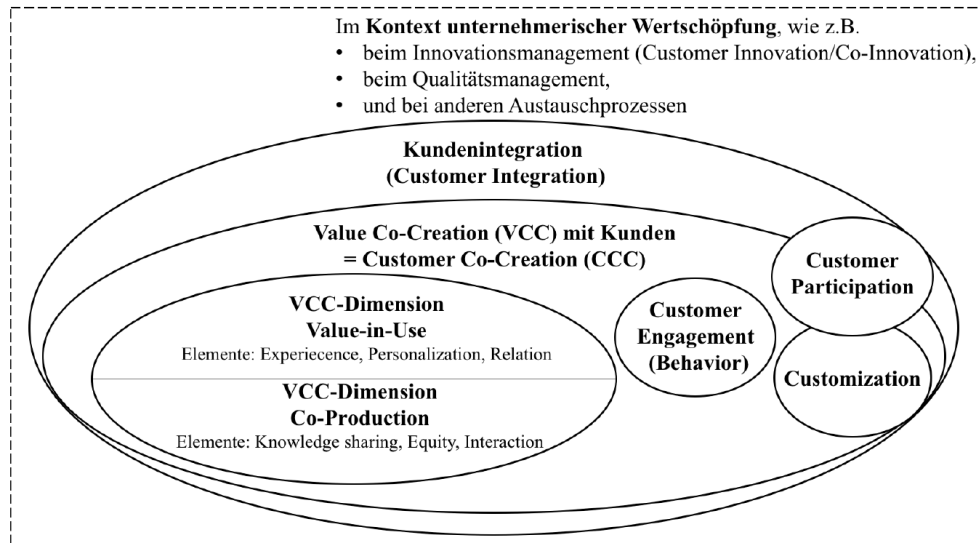 Im Kontext unternehmerischer Wertschöpfung, wie z.B.
• beim Innovationsmanagement (Customer Innovation/Co-Innovation),
• beim Qualitätsmanagement,
• und bei anderen Austauschprozessen
Kundenintegration
(Customer Integration)
Value Co-Creation (VCC) mit Kunden
= Customer Co-Creation (CCC)
VCC-Dimension
Value-in-Use
Elemente: Experiecence, Personalization, Relation
VCC-Dimension
Co-Production
Elemente: Knowledge sharing, Equity, Interaction
Customer
Engagement
(Behavior)
Customer
Participation
Customization